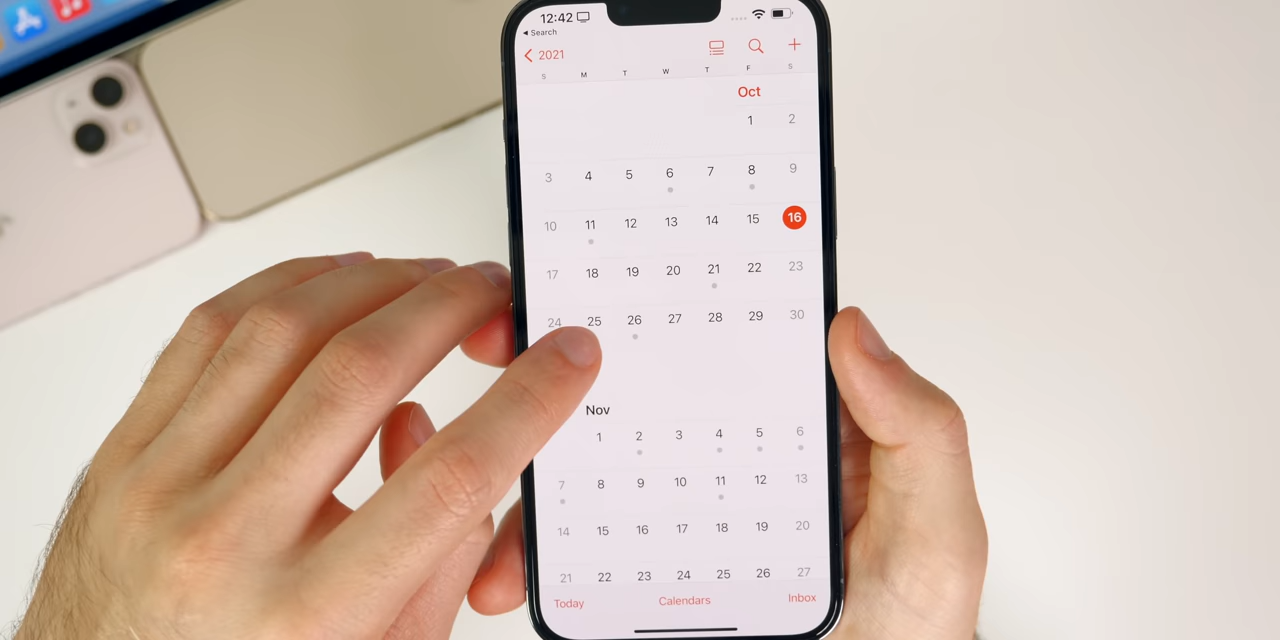 12:42
Search
2021
S M T W T F S
Oct
1 2
3 4 5 6 7 8 9
10 11 12 13 14 15 16
17 18 19 20 21 22 23
24 25 26 27 28 29 30
Nov
1 2 3 4 5 6
7 8 9 10 11 12 13
14 15 16 17 18 19 20
21 22 23 24 25 26 27
Today Calendars Inbox